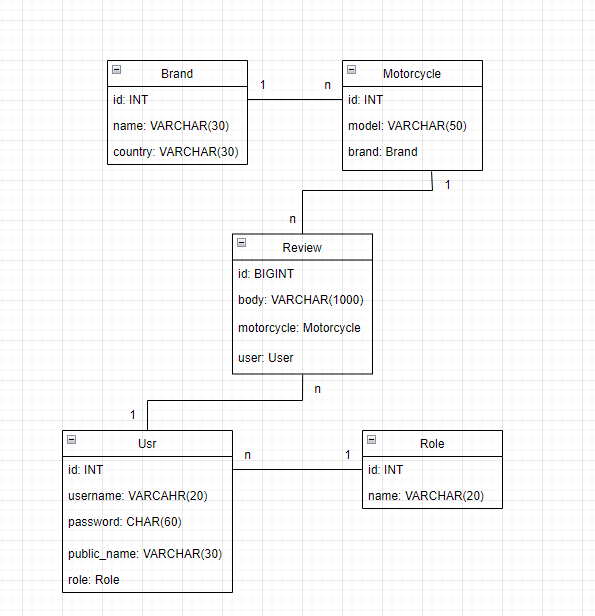 Brand
id: INT
name: VARCHAR(30)
country: VARCHAR(30)
1
n
Motorcycle
id: INT
model: VARCHAR(50)
brand: Brand
1
n
Review
id: BIGINT
body: VARCHAR(1000)
motorcycle: Motorcycle
user: User
n
1
Usr
id: INT
username: VARCAHR(20)
password: CHAR(60)
public_name: VARCHAR(30)
role: Role
n
1
Role
id: INT
name: VARCHAR(20)